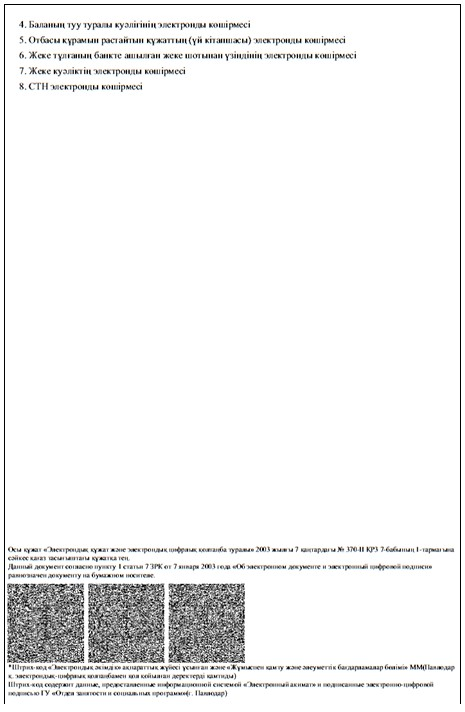 4. Баланың туу туралы куәлігінің электронды көшірмесі
5. Отбасы құрамын растайтын құжаттың (үй кітапшасы) электронды көшірмесі
6. Жеке тұлғаның банкте ашылған жеке шотынан үзіндінің электронды көшірмесі
7. Жеке куәліктің электронды көшірмесі
8. СТН электронды көшірмесі
Осы құжат «Электрондық құжат және электрондық цифрлық қолтаңба туралы» 2003 жылғы 7 қаңтардағы № 370-II ҚРЗ 7-бабының 1-тармағына
сәйкес қағаз тасығыштағы құжатқа тең.
Данный документ согласно пункту 1 статьи 7 ЗРК от 7 января 2003 года «Об электронном документе и электронной цифровой подписи»
равнозначен документу на бумажном носителе.
*Штрих-код «Электрондық әкімдік» ақпараттық жүйесі ұсынған және «Жұмыспен қамту және әлеуметтік бағдарламалар бөлімі» ММ(Павлодар
қ. электрондық-цифрлық қолтаңбамен қол қойылған деректерді қамтиды)
Штрих-код содержит данные, предоставленные информационной системой «Электронный акимат» и подписанные электронно-цифровой
подписью ГУ «Отдел занятости и социальных программ»(г. Павлодар)